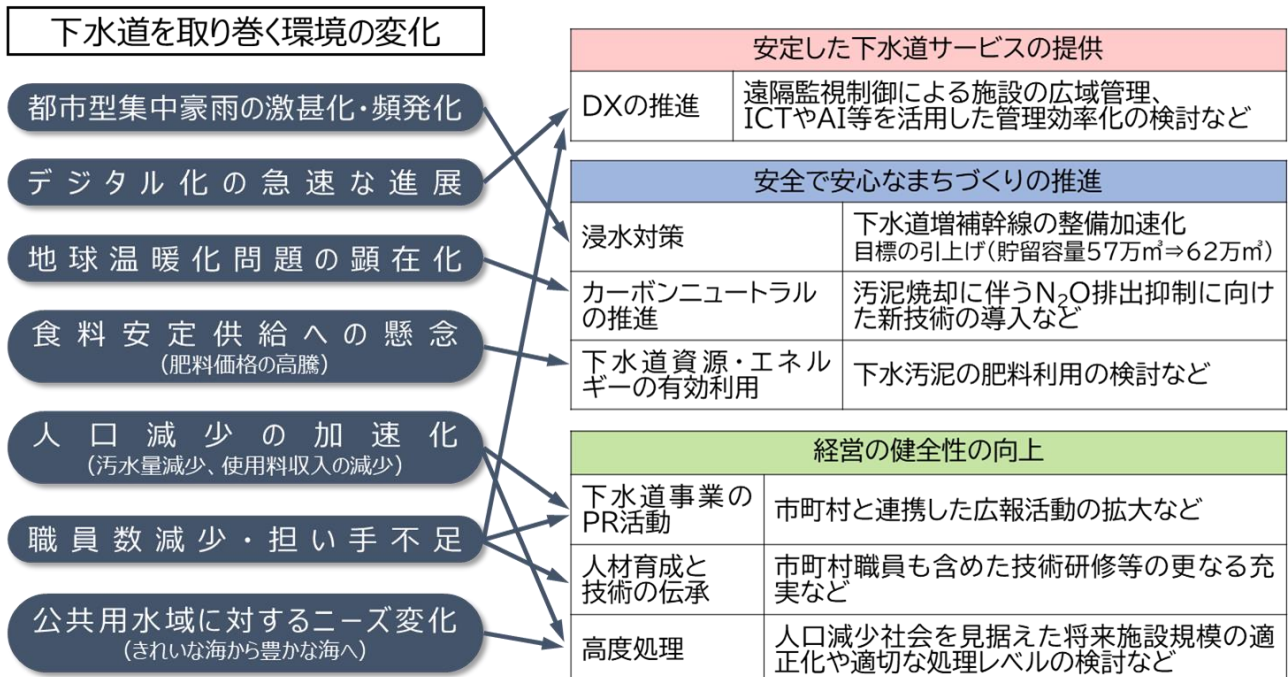 下水道を取り巻く環境の変化
都市型集中豪雨の激甚化・頻発化
デジタル化の急速な進展
地球温暖化問題の顕在化
食料安定供給への懸念
(肥料価格の高騰)
人口減少の加速化
(汚水量減少、使用料収入の減少)
職員数減少・担い手不足
公共用水域に対するニーズ変化
(きれいな海から豊かな海へ)
安定した下水道サービスの提供
DXの推進
遠隔監視制御による施設の広域管理、
ICTやAI等を活用した管理効率化の検討など
安全で安心なまちづくりの推進
浸水対策
下水道増補幹線の整備加速化
目標の引上げ(貯留容量57万㎥⇒62万㎥)
カーボンニュートラル
の推進
汚泥焼却に伴うN₂O排出抑制に向け
た新技術の導入など
下水道資源・エネル
ギーの有効利用
下水汚泥の肥料利用の検討など
経営の健全性の向上
下水道事業の
PR活動
市町村と連携した広報活動の拡大など
人材育成と
技術の伝承
市町村職員も含めた技術研修等の更なる充
実など
高度処理
人口減少社会を見据えた将来施設規模の適
正化や適切な処理レベルの検討など